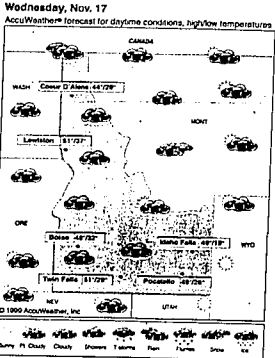 Wednesday, Nov. 17
AccuWeather® forecast for daytime conditions, high/low temperatures
CANADA
WASH
Coeur D'Alene 44°/29°
MONT
Lewiston 51°/37°
ORE
Boise 48°/32°
Idaho Falls 46°/19°
WYO
Twin Falls 51°/29°
Pocatello 49°/26°
NEV
UTAH
© 1999 AccuWeather, Inc
Sunny Pt Cloudy Cloudy Showers T-storms Rain Flurries Snow Ice